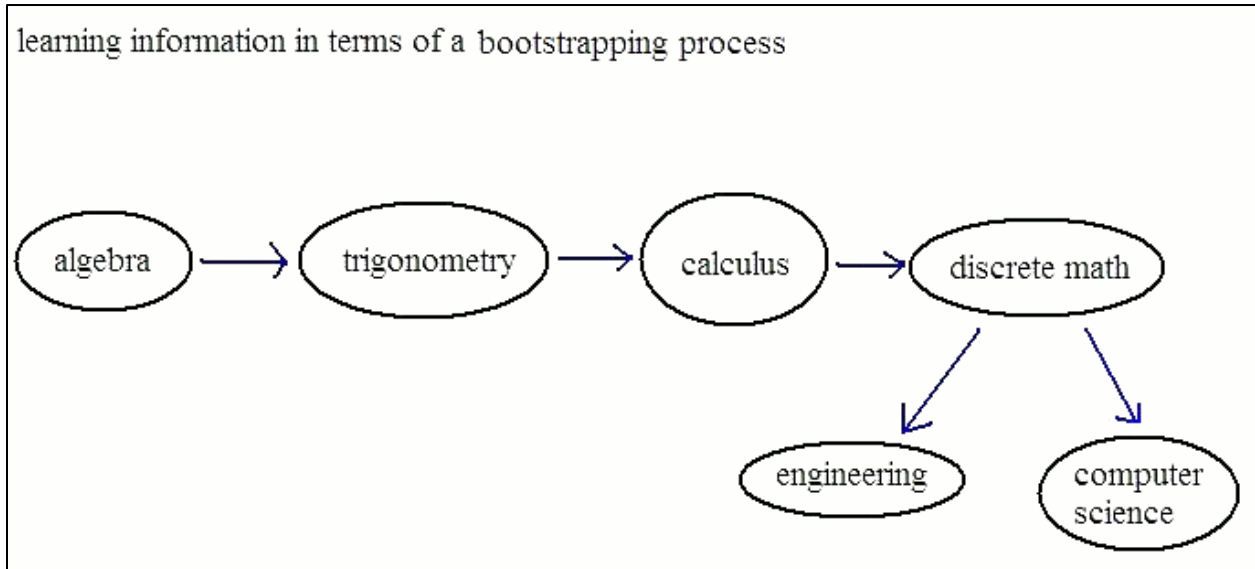 learning information in terms of a bootstrapping process
algebra
trigonometry
calculus
discrete math
engineering
computer
science